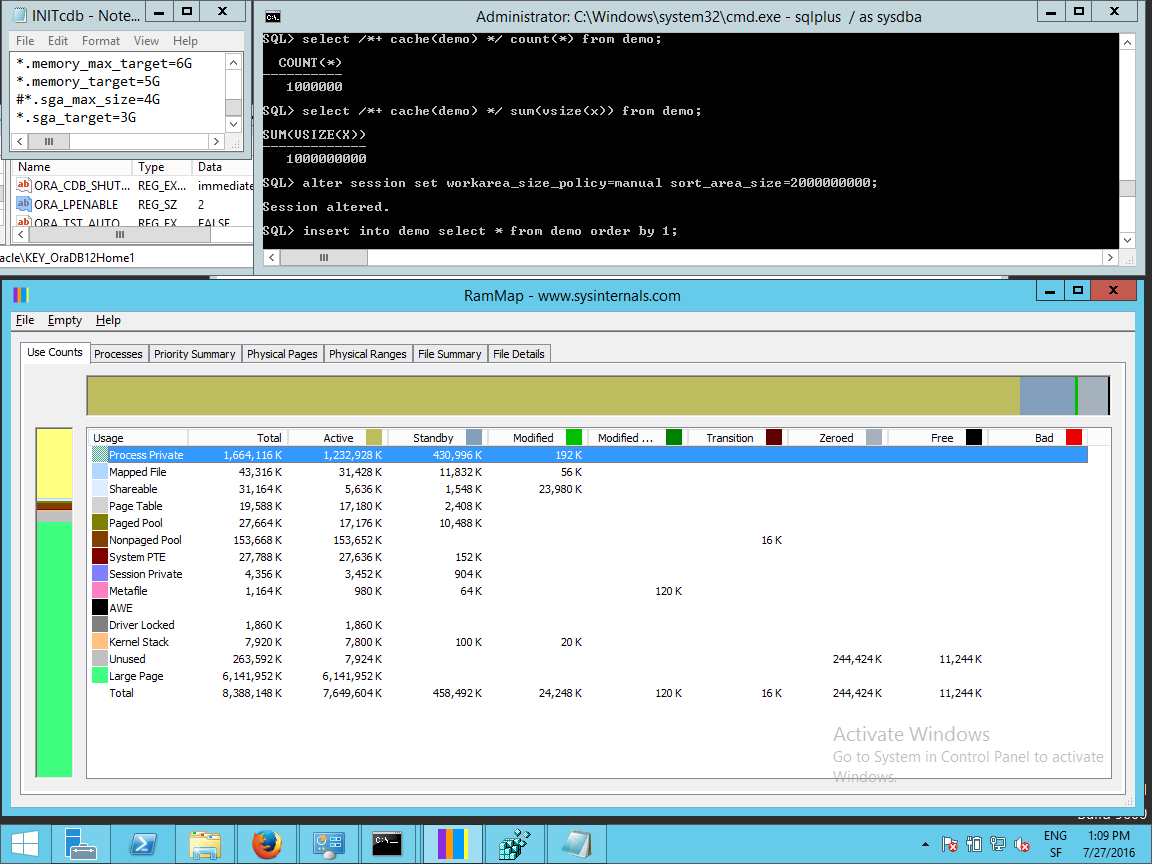 INITcdb - Note...
File Edit Format View Help
*.memory_max_target=6G
*.memory_target=5G
#*.sga_max_size=4G
*.sga_target=3G
Name Type Data
ORA_CDB_SHUT... REG_EX... immediate
ORA_LPENABLE REG_SZ 2
ORA_TST_AUTO REG_EX FALSE
acle\KEY_OraDB12Home1
Administrator: C:\Windows\system32\cmd.exe - sqlplus / as sysdba
SQL> select /*+ cache(demo) */ count(*) from demo;
COUNT(*)
----------
1000000
SQL> select /*+ cache(demo) */ sum(vsize(x)) from demo;
SUM(VSIZE(X))
-------------
1000000000
SQL> alter session set workarea_size_policy=manual sort_area_size=2000000000;
Session altered.
SQL> insert into demo select * from demo order by 1;
RamMap - www.sysinternals.com
File Empty Help
Use Counts Processes Priority Summary Physical Pages Physical Ranges File Summary File Details
Usage Total Active Standby Modified Modified ... Transition Zeroed Free Bad
Process Private 1,664,116 K 1,232,928 K 430,996 K 192 K
Mapped File 43,316 K 31,428 K 11,832 K 56 K
Shareable 31,164 K 5,636 K 1,548 K 23,980 K
Page Table 19,588 K 17,180 K 2,408 K
Paged Pool 27,664 K 17,176 K 10,488 K
Nonpaged Pool 153,668 K 153,652 K 16 K
System PTE 27,788 K 27,636 K 152 K
Session Private 4,356 K 3,452 K 904 K
Metafile 1,164 K 980 K 64 K 120 K
AWE
Driver Locked 1,860 K 1,860 K
Kernel Stack 7,920 K 7,800 K 100 K 20 K
Unused 263,592 K 7,924 K 244,424 K 11,244 K
Large Page 6,141,952 K 6,141,952 K
Total 8,388,148 K 7,649,604 K 458,492 K 24,248 K 120 K 16 K 244,424 K 11,244 K
Activate Windows
Go to System in Control Panel to activate
Windows.
ENG 1:09 PM
SF 7/27/2016